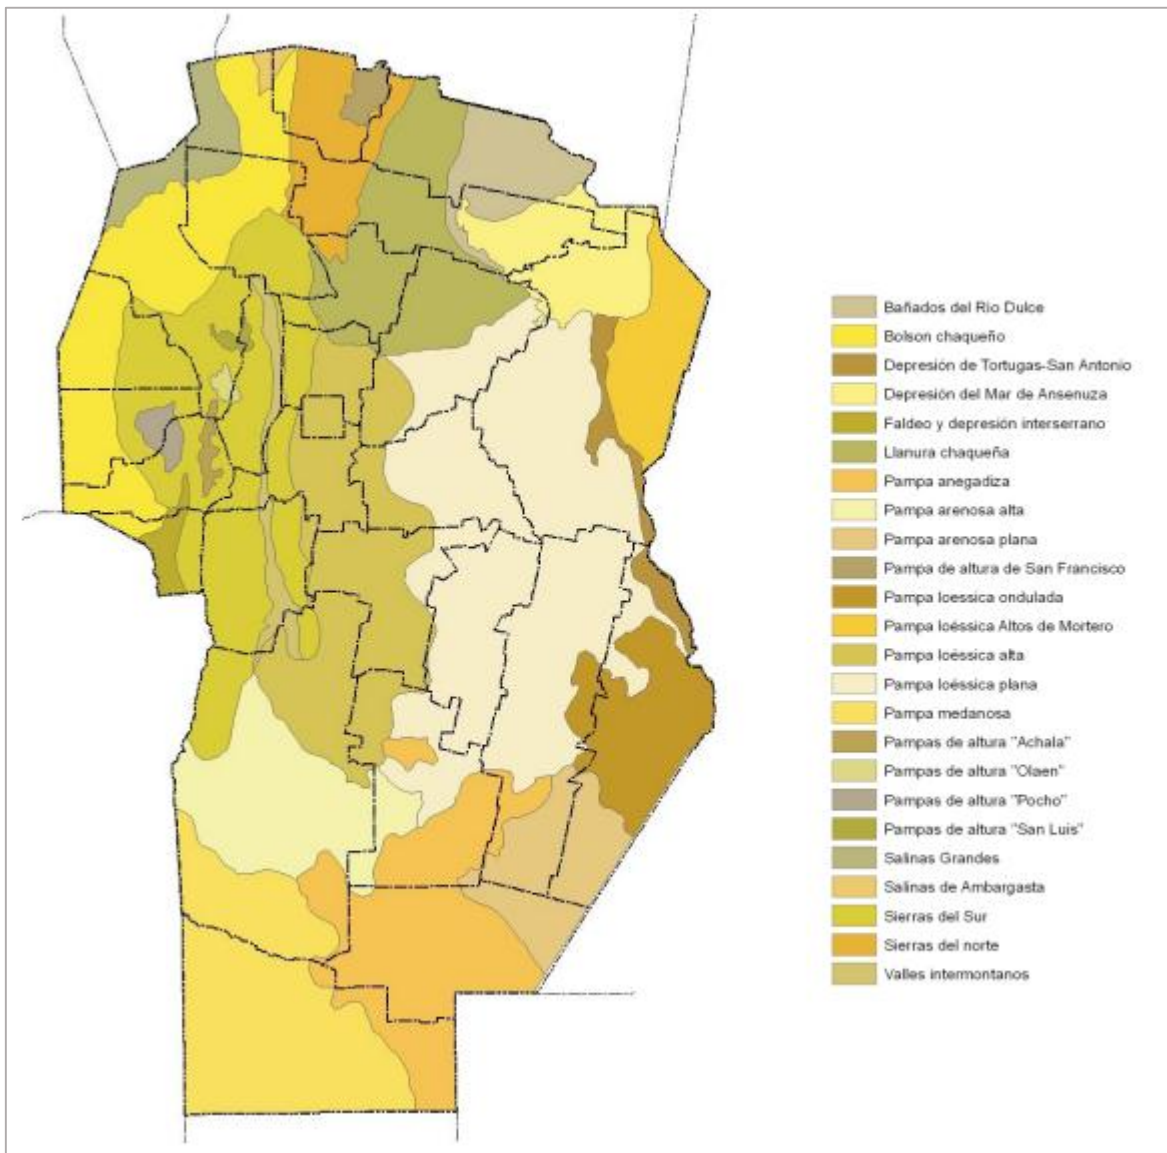 Bañados del Rio Dulce
Bolson chaqueño
Depresión de Tortugas-San Antonio
Depresión del Mar de Ansenuza
Faldeo y depresión interserrano
Llanura chaqueña
Pampa anegadiza
Pampa arenosa alta
Pampa arenosa plana
Pampa de altura de San Francisco
Pampa loessica ondulada
Pampa loéssica Altos de Mortero
Pampa loéssica alta
Pampa loéssica plana
Pampa medanosa
Pampas de altura "Achala"
Pampas de altura "Olaen"
Pampas de altura "Pocho"
Pampas de altura "San Luis"
Salinas Grandes
Salinas de Ambargasta
Sierras del Sur
Sierras del norte
Valles intermontanos